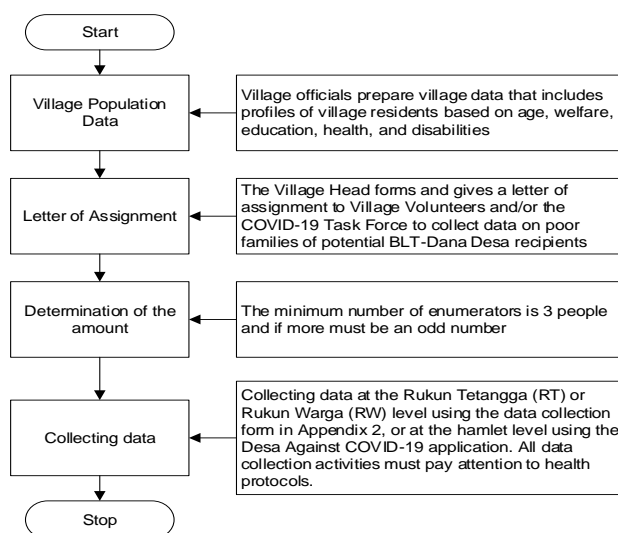 Start
Village Population
Data
Village officials prepare village data that includes
profiles of village residents based on age, welfare,
education, health, and disabilities
Letter of Assignment
The Village Head forms and gives a letter of
assignment to Village Volunteers and/or the
COVID-19 Task Force to collect data on poor
families of potential BLT-Dana Desa recipients
Determination of the
amount
The minimum number of enumerators is 3 people
and if more must be an odd number
Collecting data
Collecting data at the Rukun Tetangga (RT) or
Rukun Warga (RW) level using the data collection
form in Appendix 2, or at the hamlet level using the
Desa Against COVID-19 application. All data
collection activities must pay attention to health
protocols.
Stop